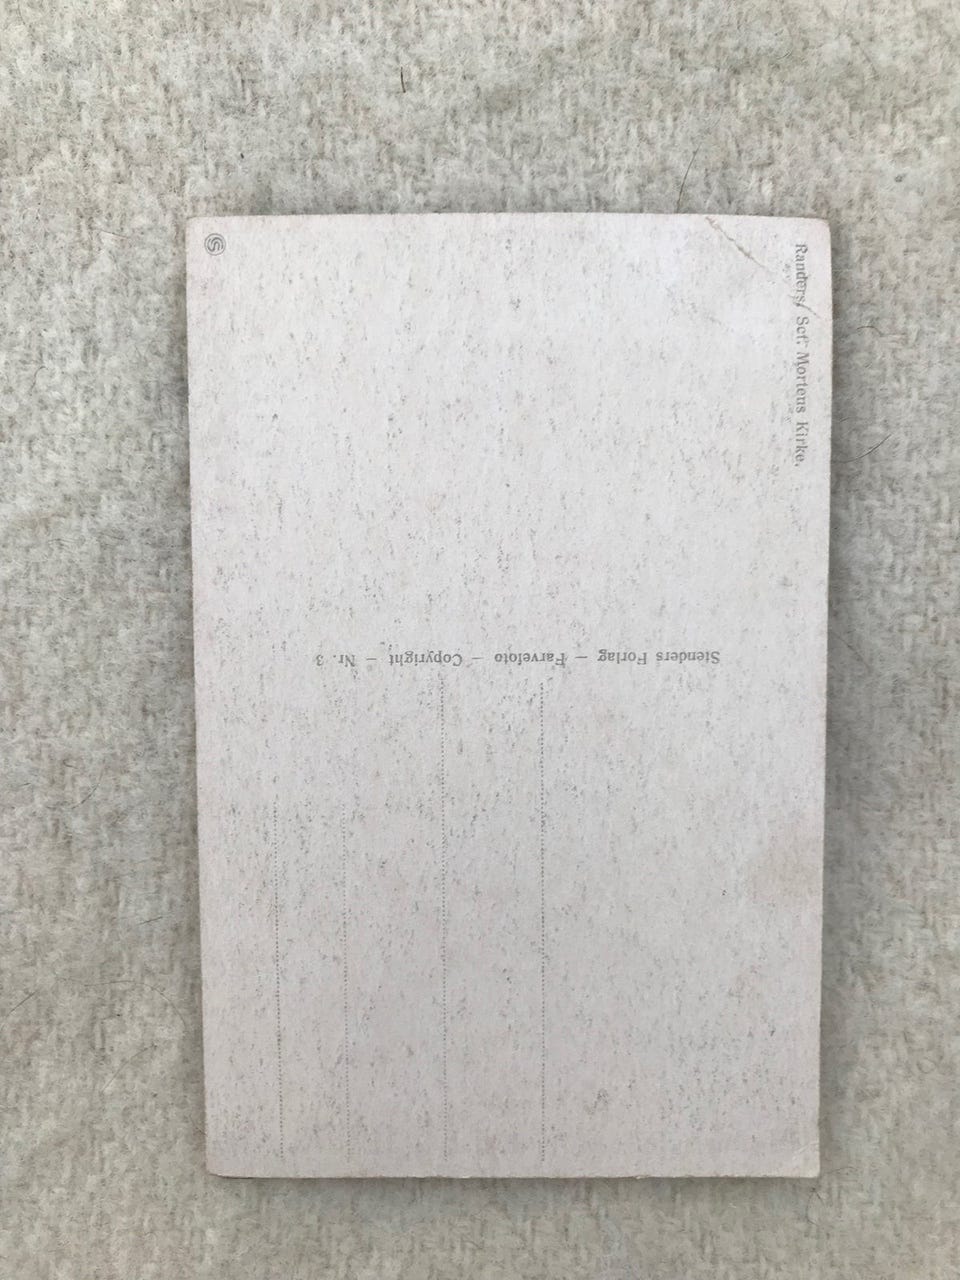 Randers. Sct. Mortens Kirke.
Stenders Forlag — Farvefoto — Copyright — Nr. 3